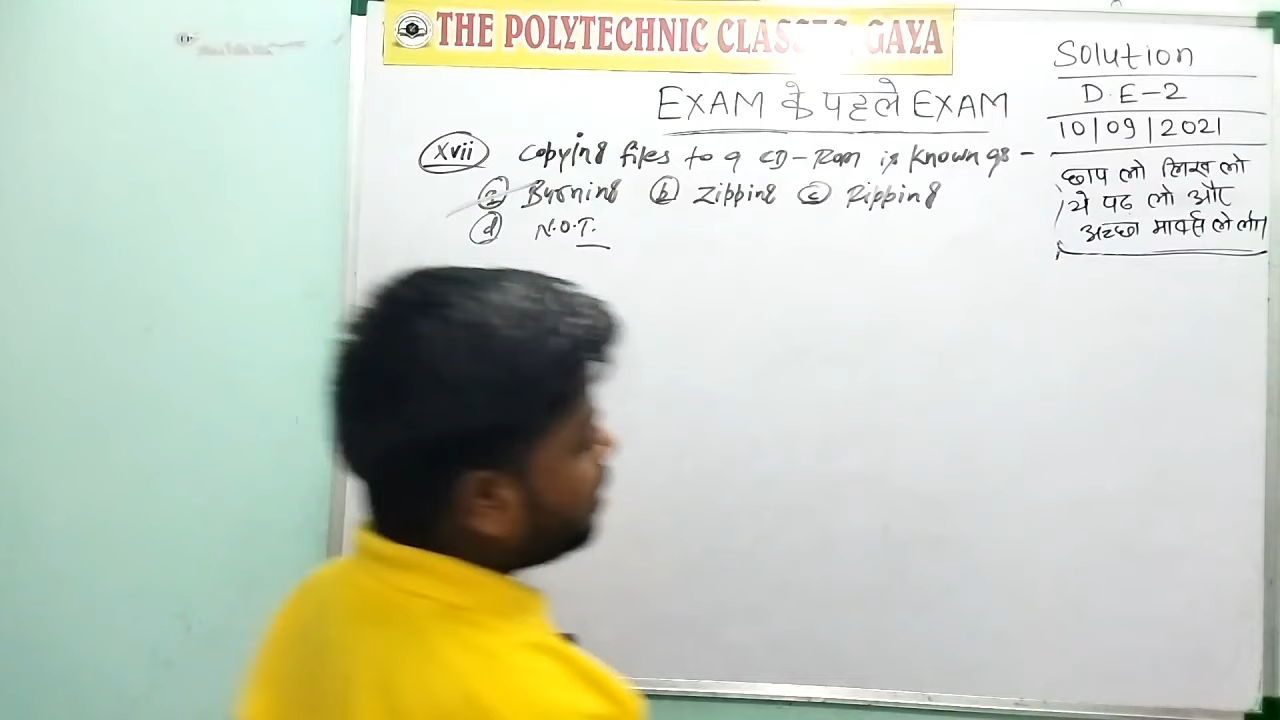 THE POLYTECHNIC CLASSES, GAYA
EXAM के पहले EXAM
(xvii) Copying files to a CD-Rom is known as -
(a) Burning (b) Zipping (c) Ripping
(d) N.O.T.
Solution
D.E-2
10/09/2021
छाप लो लिख लो
ये पढ़ लो और
अच्छा मार्क्स ले लो।